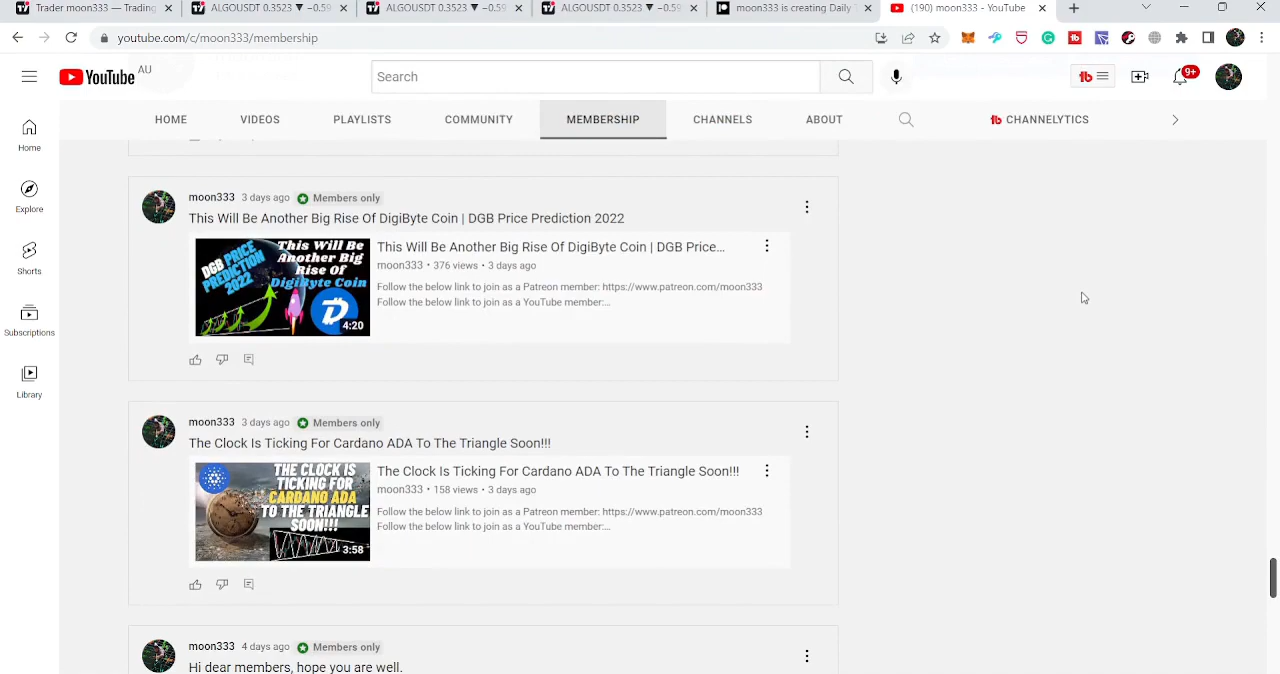 Trader moon333 — Trading
ALGOUSDT 0.3523 ▼ −0.59
ALGOUSDT 0.3523 ▼ −0.59
ALGOUSDT 0.3523 ▼ −0.59
moon333 is creating Daily T
(190) moon333 - YouTube
youtube.com/c/moon333/membership
YouTube AU
Search
9+
HOME
VIDEOS
PLAYLISTS
COMMUNITY
MEMBERSHIP
CHANNELS
ABOUT
CHANNELYTICS
Home
Explore
Shorts
Subscriptions
Library
moon333 3 days ago Members only
This Will Be Another Big Rise Of DigiByte Coin | DGB Price Prediction 2022
DGB PRICE
PREDICTION
2022
This Will Be
Another Big
Rise Of
DigiByte Coin
4:20
This Will Be Another Big Rise Of DigiByte Coin | DGB Price...
moon333 • 376 views • 3 days ago
Follow the below link to join as a Patreon member: https://www.patreon.com/moon333
Follow the below link to join as a YouTube member:...
moon333 3 days ago Members only
The Clock Is Ticking For Cardano ADA To The Triangle Soon!!!
THE CLOCK IS
TICKING FOR
CARDANO ADA
TO THE TRIANGLE
SOON!!!
3:58
The Clock Is Ticking For Cardano ADA To The Triangle Soon!!!
moon333 • 158 views • 3 days ago
Follow the below link to join as a Patreon member: https://www.patreon.com/moon333
Follow the below link to join as a YouTube member:...
moon333 4 days ago Members only
Hi dear members, hope you are well.